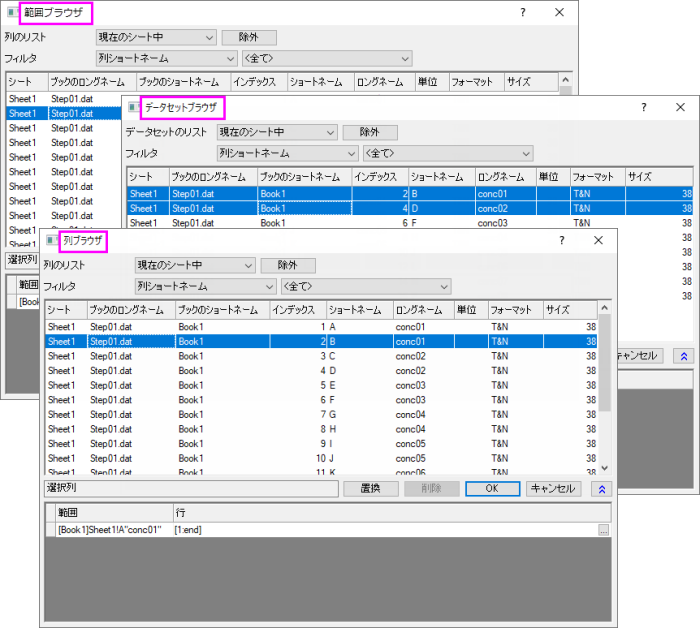 範囲ブラウザ
列のリスト 現在のシート中 除外
フィルタ 列ショートネーム <全て>
シート ブックのロングネーム ブックのショートネーム インデックス ショートネーム ロングネーム 単位 フォーマット サイズ
Sheet1 Step01.dat
Sheet1 Step01.dat
Sheet1 Step01.dat
Sheet1 Step01.dat
Sheet1 Step01.dat
Sheet1 Step01.dat
Sheet1 Step01.dat
Sheet1 Step01.dat
Sheet1 Step01.dat
Sheet1
Sheet1
選択列
範囲
[Book
データセットブラウザ
データセットのリスト 現在のシート中 除外
フィルタ 列ショートネーム <全て>
シート ブックのロングネーム ブックのショートネーム インデックス ショートネーム ロングネーム 単位 フォーマット サイズ
Sheet1 Step01.dat Book1 2 B conc01 T&N 38
Sheet1 Step01.dat Book1 4 D conc02 T&N 38
Sheet1 Step01.dat Book1 6 F conc03 T&N 38
38
38
38
38
38
38
キャンセル
列ブラウザ
列のリスト 現在のシート中 除外
フィルタ 列ショートネーム <全て>
シート ブックのロングネーム ブックのショートネーム インデックス ショートネーム ロングネーム 単位 フォーマット サイズ
Sheet1 Step01.dat Book1 1 A conc01 T&N 38
Sheet1 Step01.dat Book1 2 B conc01 T&N 38
Sheet1 Step01.dat Book1 3 C conc02 T&N 38
Sheet1 Step01.dat Book1 4 D conc02 T&N 38
Sheet1 Step01.dat Book1 5 E conc03 T&N 38
Sheet1 Step01.dat Book1 6 F conc03 T&N 38
Sheet1 Step01.dat Book1 7 G conc04 T&N 38
Sheet1 Step01.dat Book1 8 H conc04 T&N 38
Sheet1 Step01.dat Book1 9 I conc05 T&N 38
Sheet1 Step01.dat Book1 10 J conc05 T&N 38
Sheet1 Step01.dat Book1 11 K conc06 T&N 38
選択列 置換 削除 OK キャンセル
範囲 行
[Book1]Sheet1!A"conc01" [1:end] ...